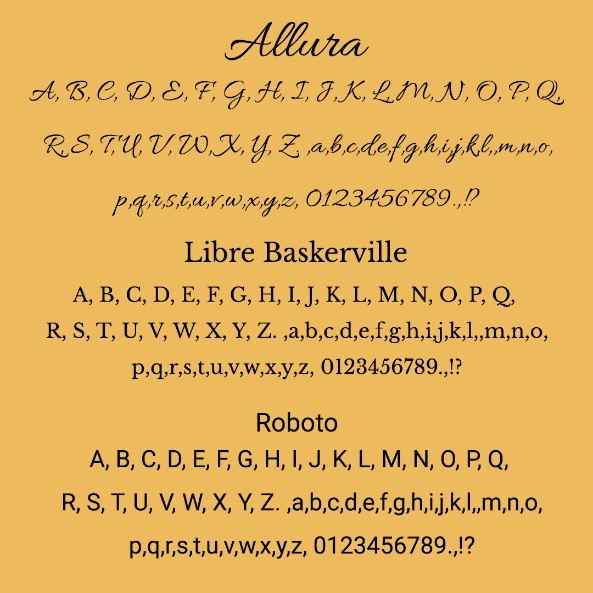 Allura
A, B, C, D, E, F, G, H, I, J, K, L, M, N, O, P, Q,
R, S, T, U, V, W, X, Y, Z ,a,b,c,d,e,f,g,h,i,j,k,l,,m,n,o,
p,q,r,s,t,u,v,w,x,y,z, 0123456789.,!?
Libre Baskerville
A, B, C, D, E, F, G, H, I, J, K, L, M, N, O, P, Q,
R, S, T, U, V, W, X, Y, Z. ,a,b,c,d,e,f,g,h,i,j,k,l,,m,n,o,
p,q,r,s,t,u,v,w,x,y,z, 0123456789.,!?
Roboto
A, B, C, D, E, F, G, H, I, J, K, L, M, N, O, P, Q,
R, S, T, U, V, W, X, Y, Z. ,a,b,c,d,e,f,g,h,i,j,k,l,,m,n,o,
p,q,r,s,t,u,v,w,x,y,z, 0123456789.,!?